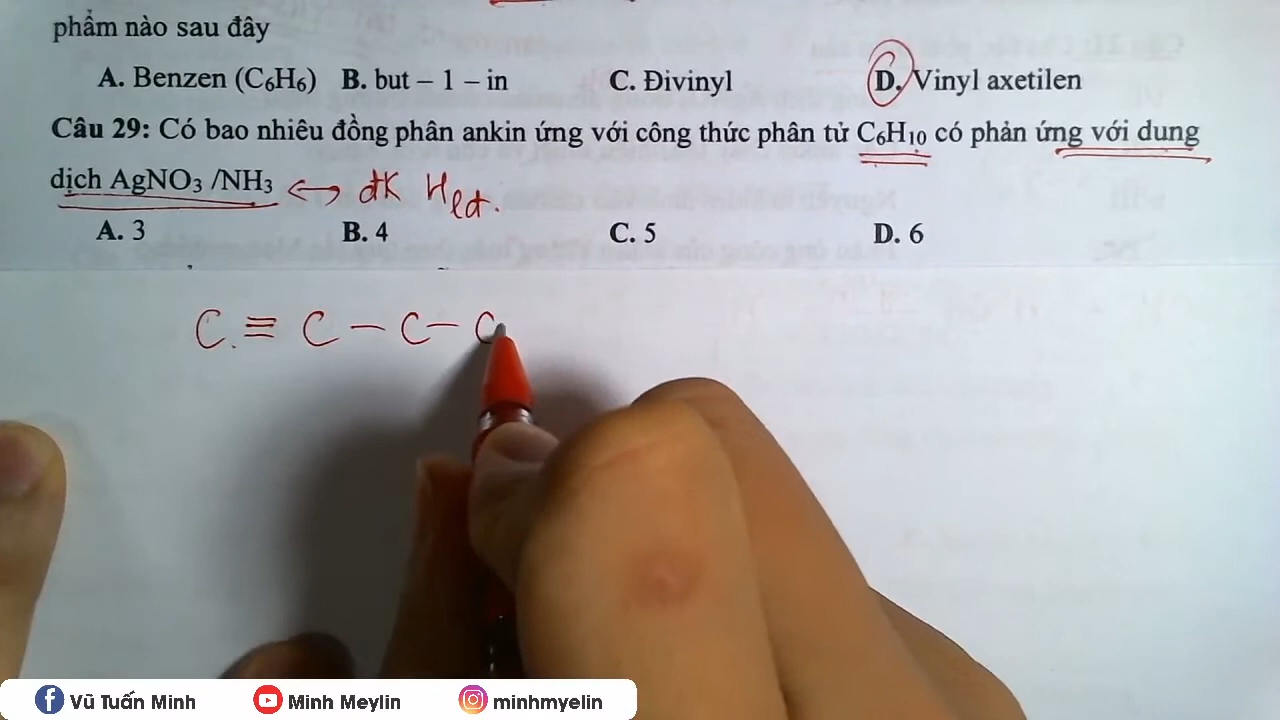 phẩm nào sau đây
A. Benzen (C₆H₆) B. but – 1 – in C. Đivinyl D. Vinyl axetilen
Câu 29: Có bao nhiêu đồng phân ankin ứng với công thức phân tử C₆H₁₀ có phản ứng với dung
dịch AgNO₃ /NH₃ ↔ đk Hlđ.
A. 3 B. 4 C. 5 D. 6
C ≡ C – C – C
Vũ Tuấn Minh Minh Meylin minhmyelin